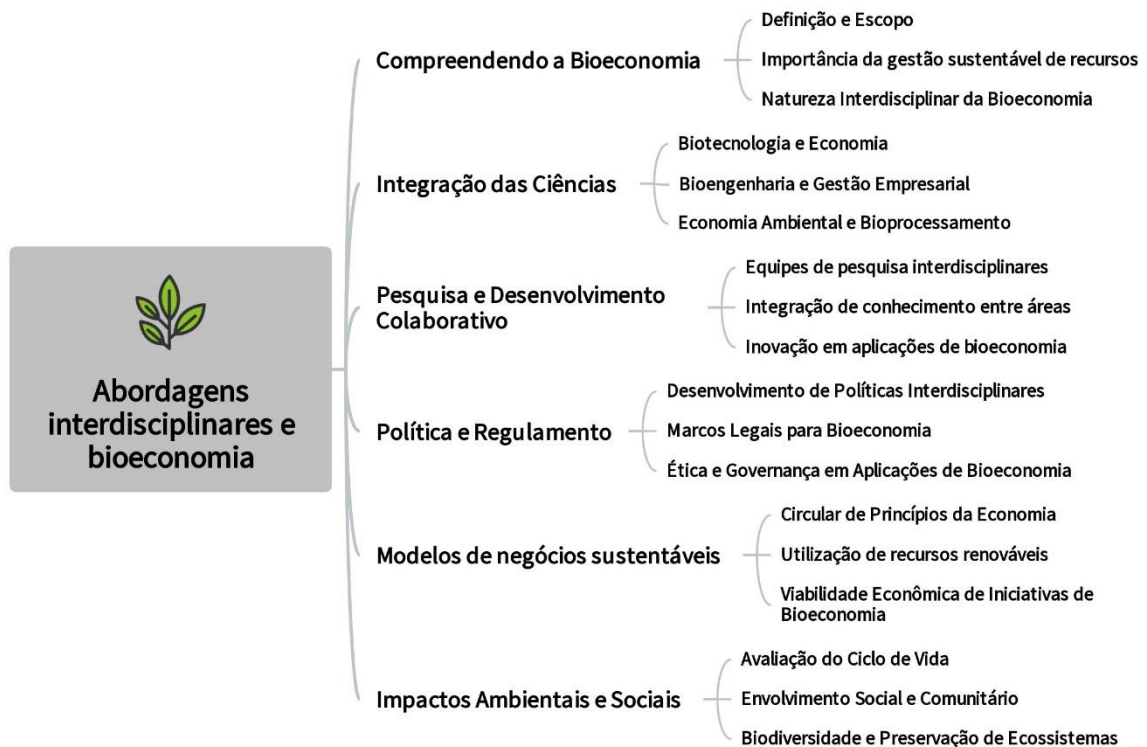 Abordagens
interdisciplinares e
bioeconomia
Compreendendo a Bioeconomia
Definição e Escopo
Importância da gestão sustentável de recursos
Natureza Interdisciplinar da Bioeconomia
Integração das Ciências
Biotecnologia e Economia
Bioengenharia e Gestão Empresarial
Economia Ambiental e Bioprocessamento
Pesquisa e Desenvolvimento
Colaborativo
Equipes de pesquisa interdisciplinares
Integração de conhecimento entre áreas
Inovação em aplicações de bioeconomia
Política e Regulamento
Desenvolvimento de Políticas Interdisciplinares
Marcos Legais para Bioeconomia
Ética e Governança em Aplicações de Bioeconomia
Modelos de negócios sustentáveis
Circular de Princípios da Economia
Utilização de recursos renováveis
Viabilidade Econômica de Iniciativas de
Bioeconomia
Impactos Ambientais e Sociais
Avaliação do Ciclo de Vida
Envolvimento Social e Comunitário
Biodiversidade e Preservação de Ecossistemas